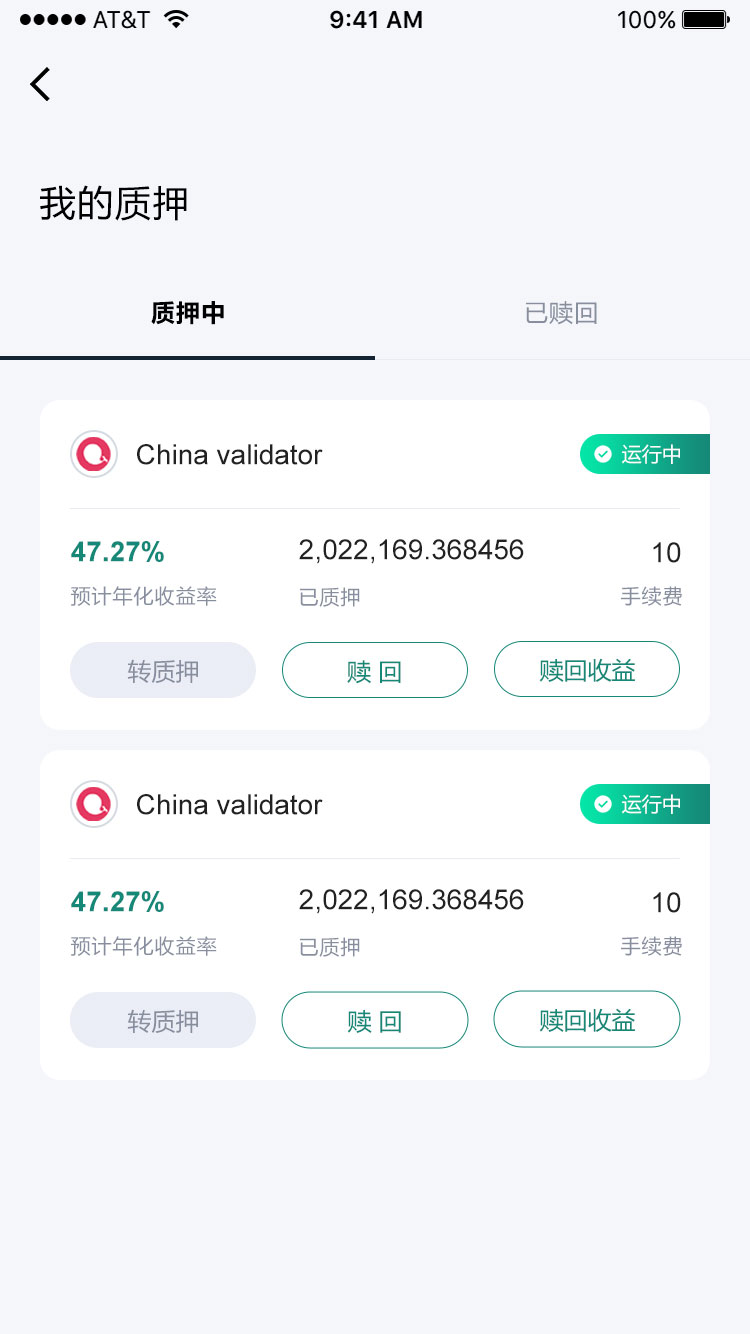 AT&T 9:41 AM 100%
我的质押
质押中 已赎回
China validator 运行中
47.27% 2,022,169.368456 10
预计年化收益率 已质押 手续费
转质押 赎 回 赎回收益
China validator 运行中
47.27% 2,022,169.368456 10
预计年化收益率 已质押 手续费
转质押 赎 回 赎回收益